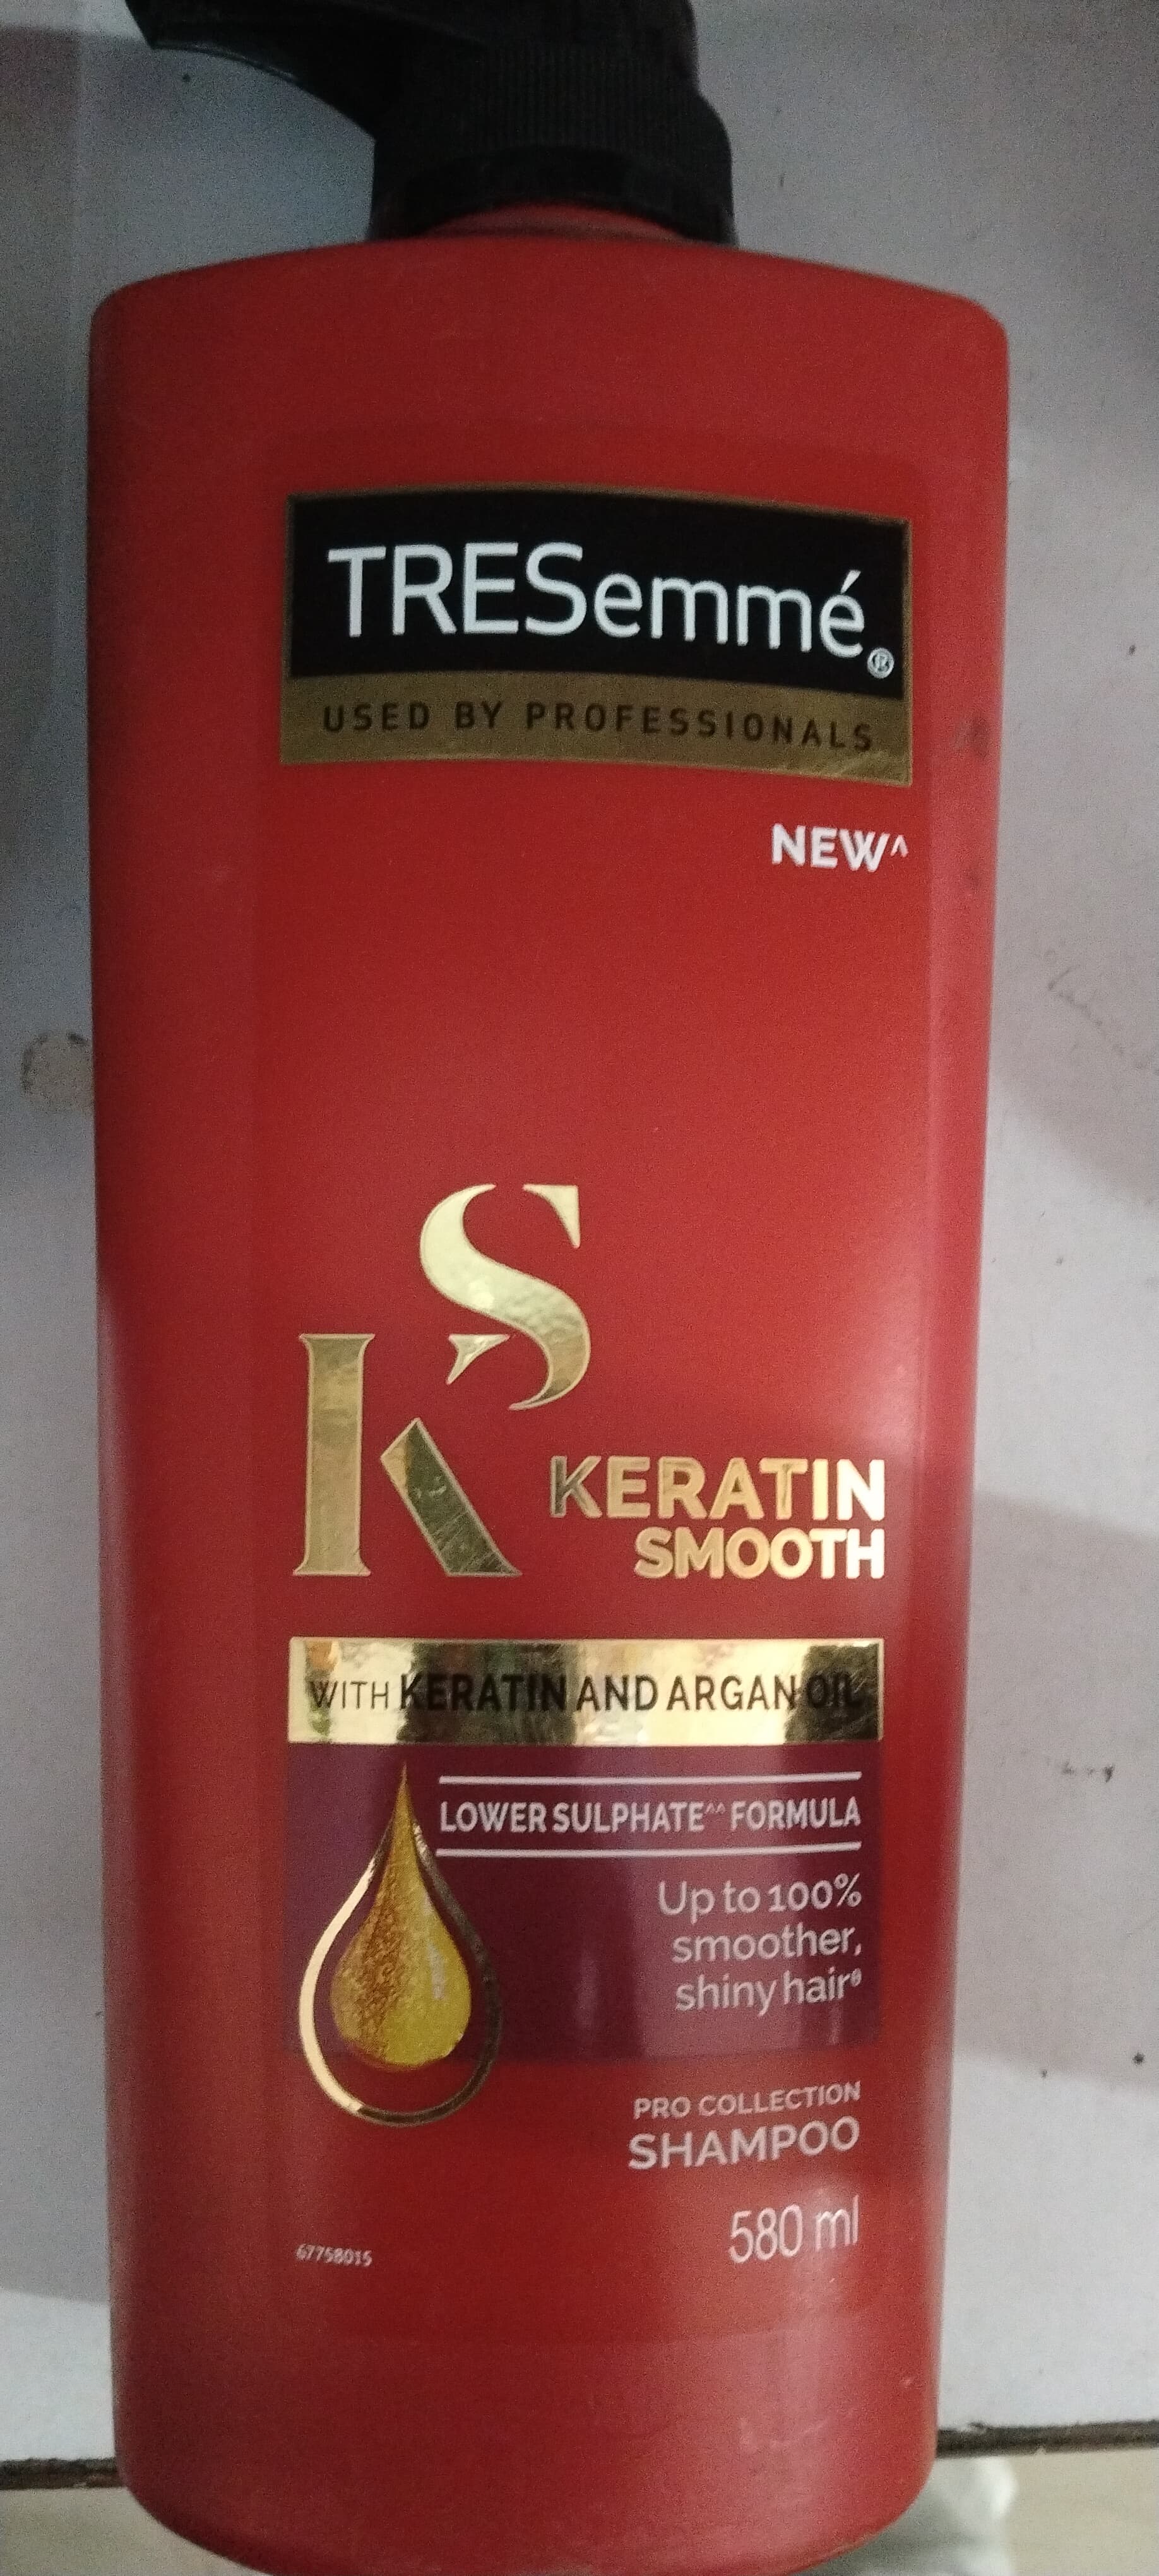 TRESemmé®
USED BY PROFESSIONALS
NEW^
KS
KERATIN
SMOOTH
WITH KERATIN AND ARGAN OIL
LOWER SULPHATE^^ FORMULA
Up to 100%
smoother,
shiny hair
PRO COLLECTION
SHAMPOO
580 ml
67758015